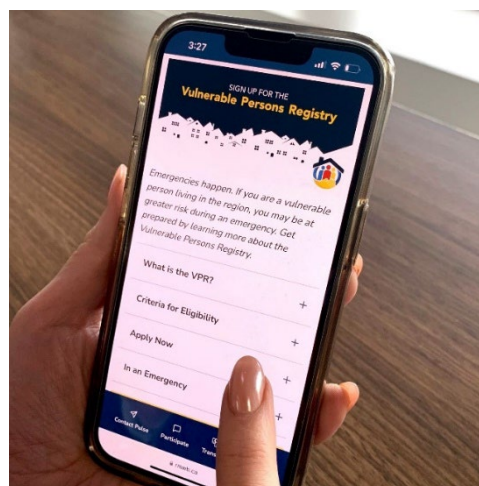 3:27
SIGN UP FOR THE
Vulnerable Persons Registry
Emergencies happen. If you are a vulnerable
person living in the region, you may be at
greater risk during an emergency. Get
prepared by learning more about the
Vulnerable Persons Registry.
What is the VPR?
Criteria for Eligibility
Apply Now
In an Emergency
Participate